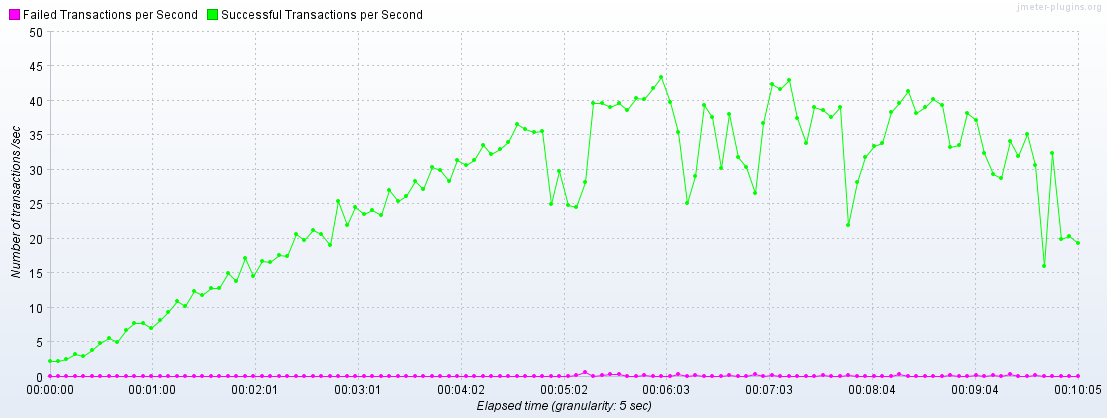 jmeter-plugins.org
Failed Transactions per Second Successful Transactions per Second
50
45
40
35
30
25
20
15
10
5
0
Number of transactions /sec
00:00:00 00:01:00 00:02:01 00:03:01 00:04:02 00:05:02 00:06:03 00:07:03 00:08:04 00:09:04 00:10:05
Elapsed time (granularity: 5 sec)